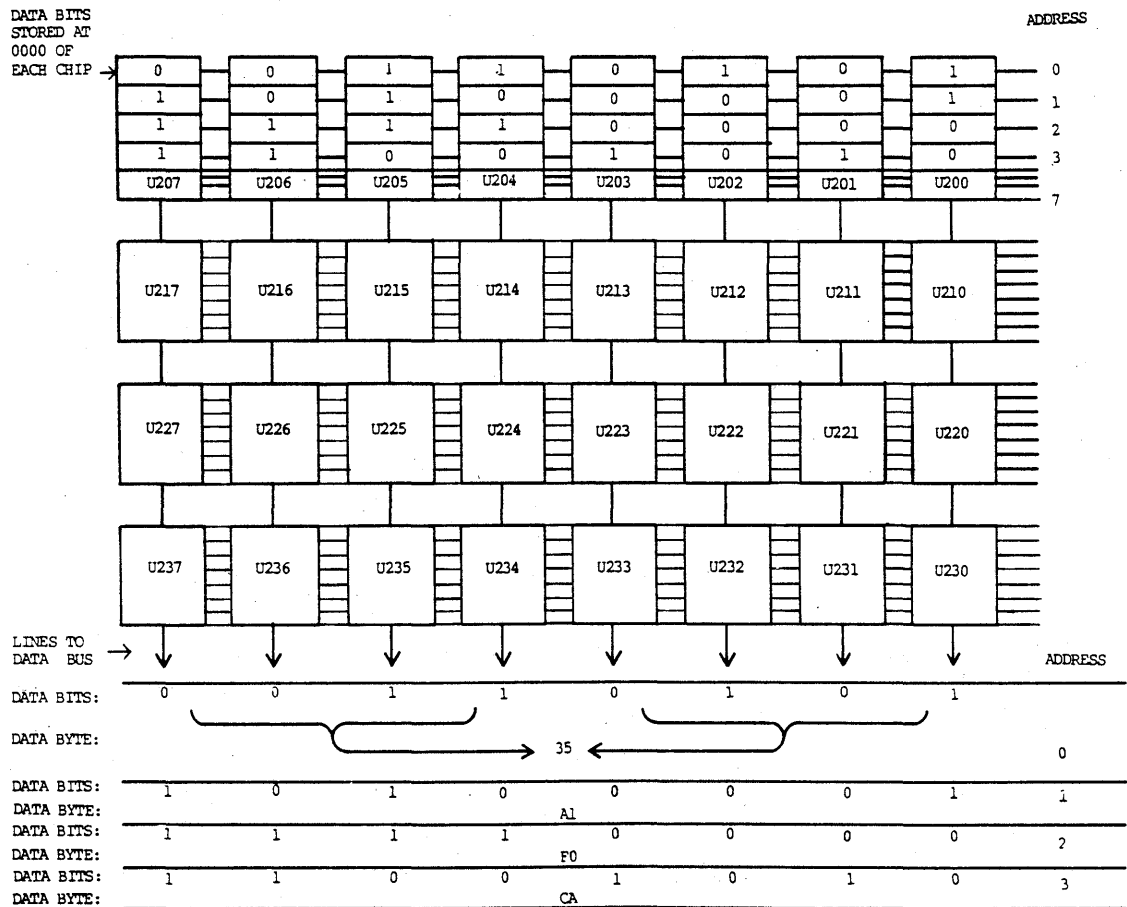 DATA BITS
STORED AT
0000 OF
EACH CHIP
ADDRESS
0 0 1 1 0 1 0 1 0
1 0 1 0 0 0 0 1 1
1 1 1 1 0 0 0 0 2
1 1 0 0 1 0 1 0 3
U207 U206 U205 U204 U203 U202 U201 U200
7
U217 U216 U215 U214 U213 U212 U211 U210
U227 U226 U225 U224 U223 U222 U221 U220
U237 U236 U235 U234 U233 U232 U231 U230
LINES TO
DATA BUS
ADDRESS
DATA BITS: 0 0 1 1 0 1 0 1
DATA BYTE: 35 0
DATA BITS: 1 0 1 0 0 0 0 1 1
DATA BYTE: A1
DATA BITS: 1 1 1 1 0 0 0 0 2
DATA BYTE: F0
DATA BITS: 1 1 0 0 1 0 1 0 3
DATA BYTE: CA